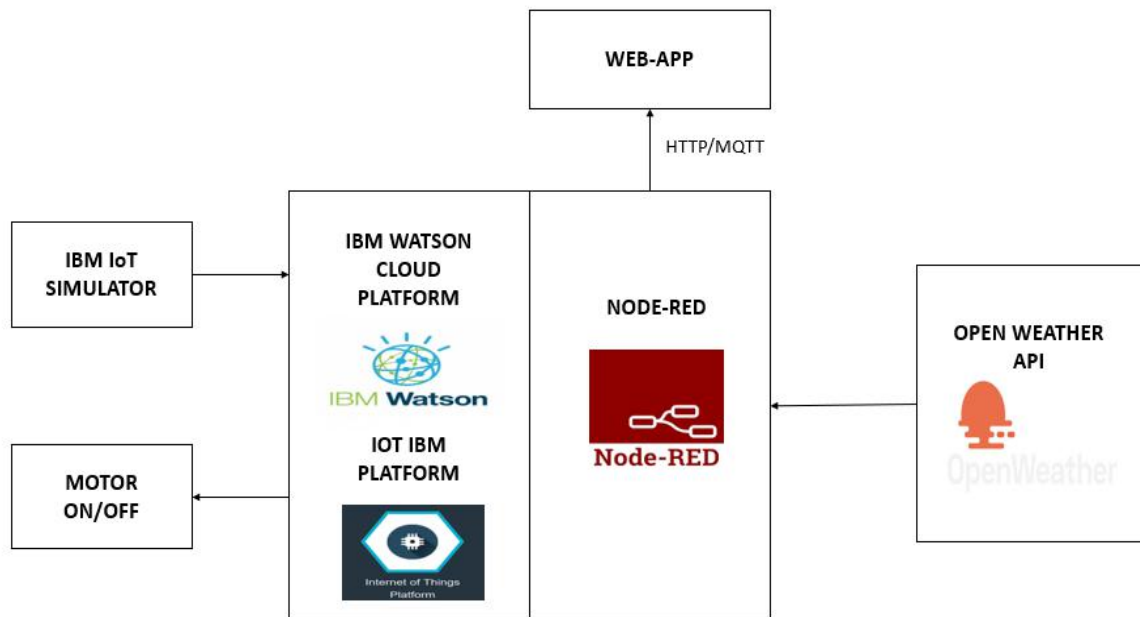 WEB-APP
HTTP/MQTT
IBM IoT
SIMULATOR
IBM WATSON
CLOUD
PLATFORM
IBM Watson
NODE-RED
Node-RED
OPEN WEATHER
API
OpenWeather
MOTOR
ON/OFF
IOT IBM
PLATFORM
Internet of Things
Platform